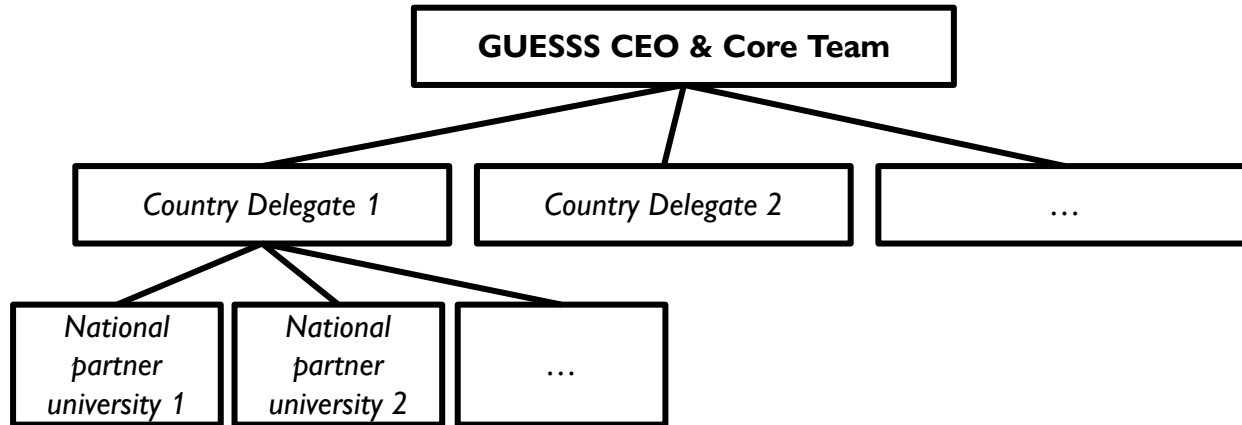 GUESSS CEO & Core Team
Country Delegate 1
Country Delegate 2
…
National
partner
university 1
National
partner
university 2
…